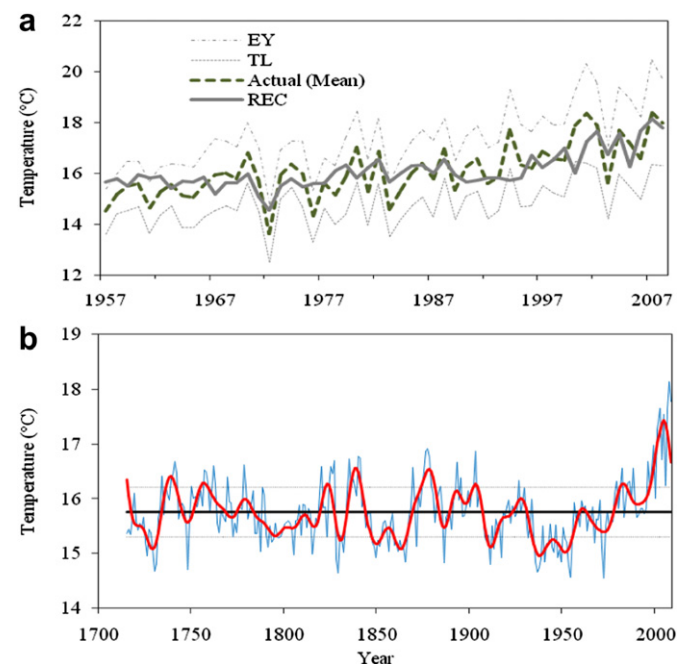 a
22
20
18
16
14
12
Temperature (°C)
EY
TL
Actual (Mean)
REC
1957 1967 1977 1987 1997 2007
b
19
18
17
16
15
14
Temperature (°C)
1700 1750 1800 1850 1900 1950 2000
Year